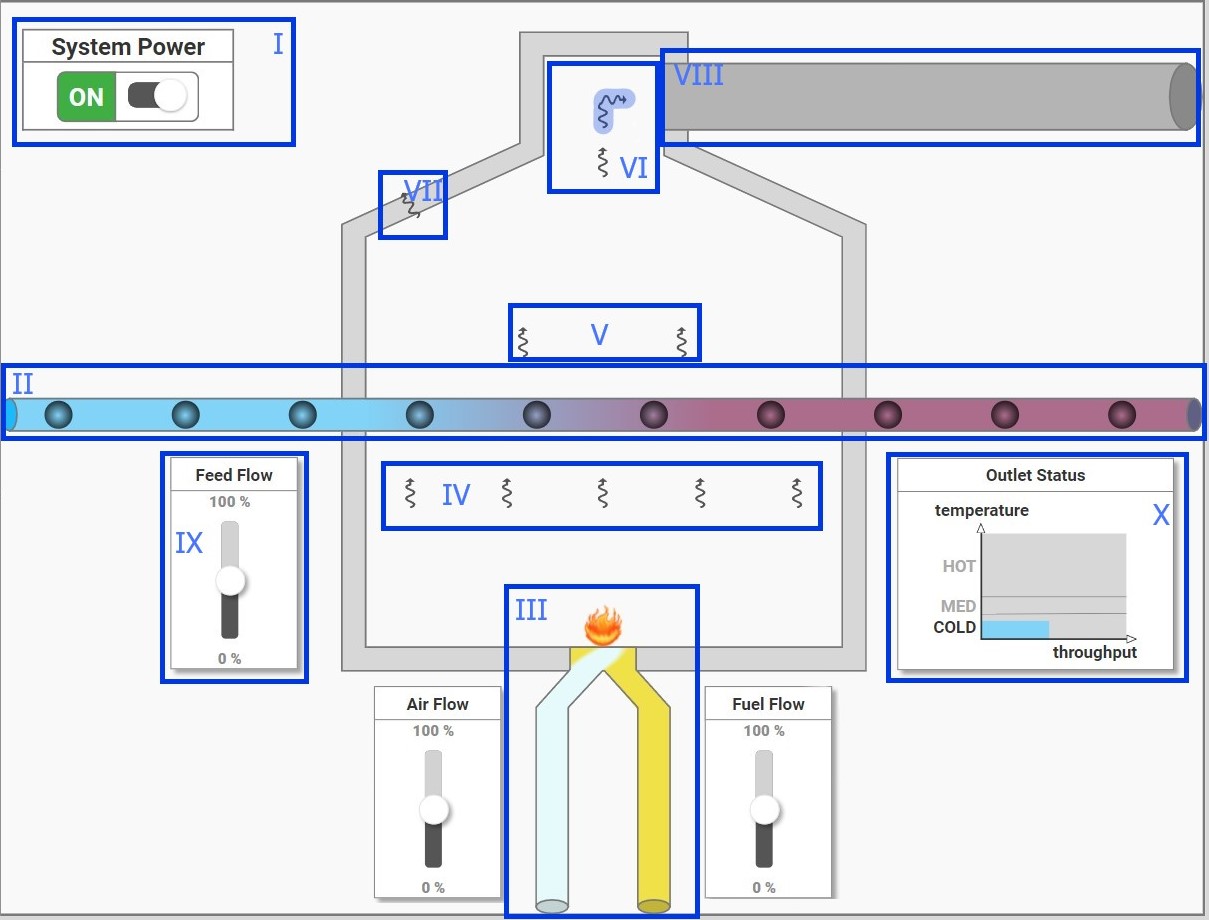 System Power
I
ON
VIII
VI
VII
V
II
Feed Flow
100 %
IX
0 %
IV
Outlet Status
temperature
X
HOT
MED
COLD
throughput
III
Air Flow
100 %
0 %
Fuel Flow
100 %
0 %